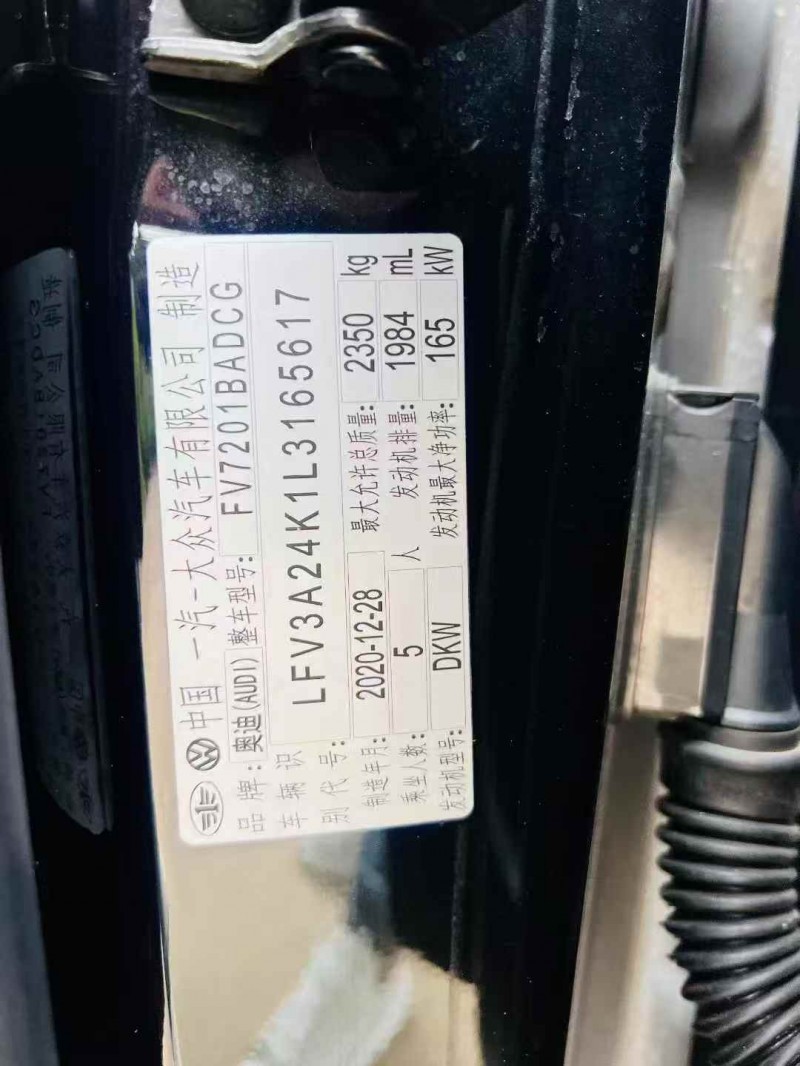 中国 一汽-大众汽车有限公司 制造
品牌:奥迪(AUDI) 整车型号: FV7201BADCG
车辆识别代号: LFV3A24K1L3165617
制造年月: 2020-12-28 最大允许总质量: 2350 kg
乘坐人数: 5 人 发动机排量: 1984 mL
发动机型号: DKW 发动机最大净功率: 165 kW